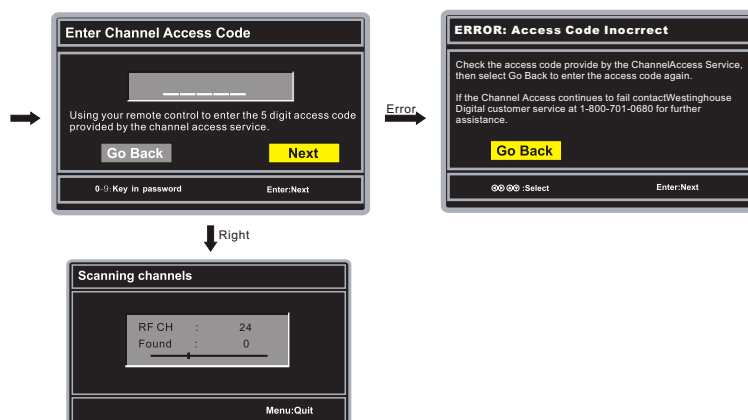 Enter Channel Access Code
_ _ _ _ _
Using your remote control to enter the 5 digit access code
provided by the channel access service.
Go Back Next
0-9:Key in password Enter:Next
Error
ERROR: Access Code Inocrrect
Check the access code provide by the ChannelAccess Service,
then select Go Back to enter the access code again.
If the Channel Access continues to fail contactWestinghouse
Digital customer service at 1-800-701-0680 for further
assistance.
Go Back
:Select Enter:Next
Right
Scanning channels
RF CH : 24
Found : 0
Menu:Quit